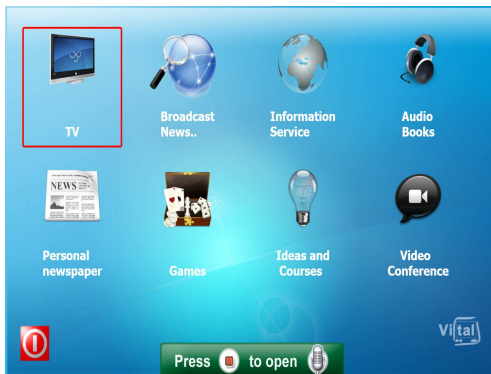 TV
Broadcast
News..
Information
Service
Audio
Books
NEWS
Personal
newspaper
Games
Ideas and
Courses
Video
Conference
Vital
Press to open